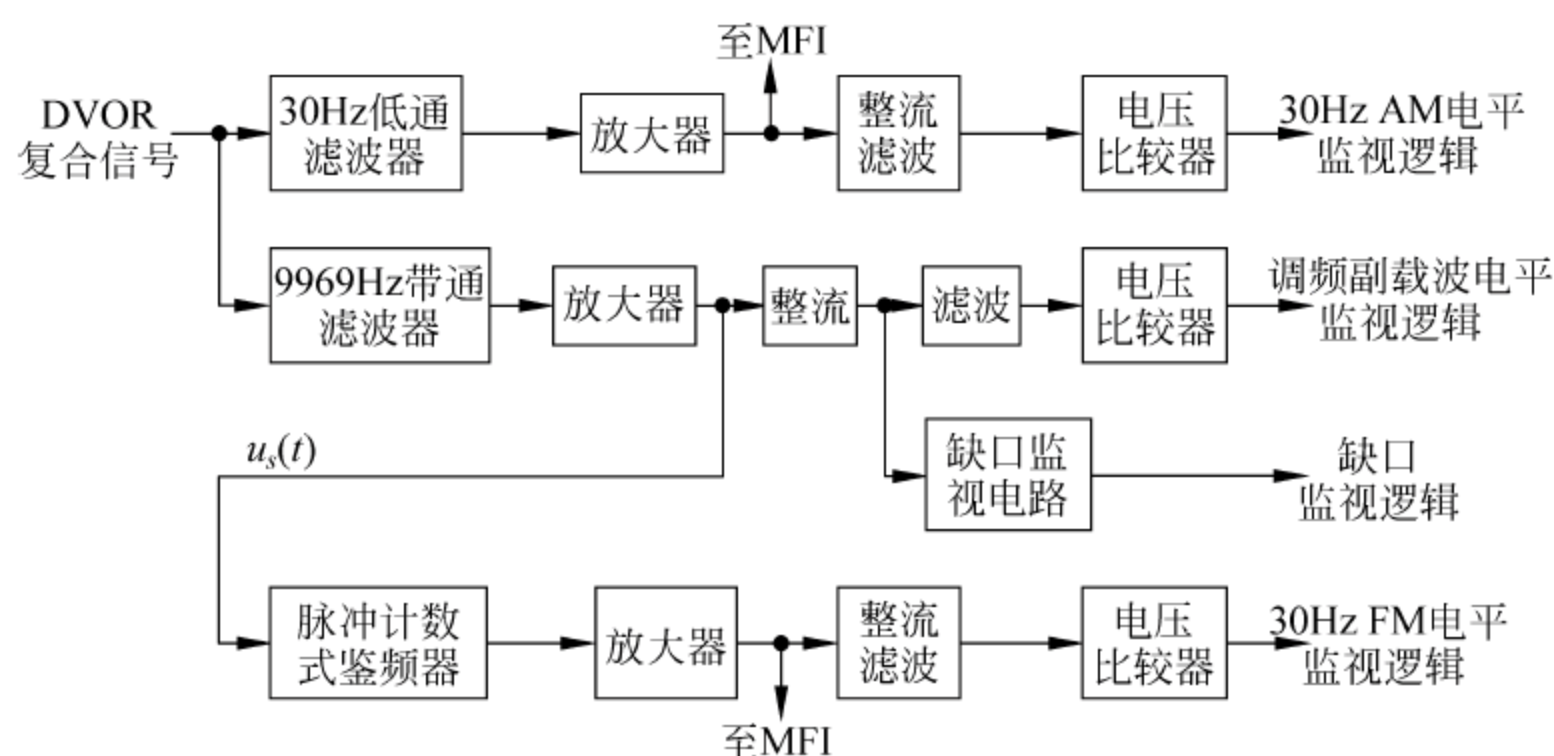 至MFI
DVOR
复合信号
30Hz低通
滤波器
放大器
整流
滤波
电压
比较器
30Hz AM电平
监视逻辑
9969Hz带通
滤波器
放大器
整流
滤波
电压
比较器
调频副载波电平
监视逻辑
us(t)
缺口监
视电路
缺口
监视逻辑
脉冲计数
式鉴频器
放大器
整流
滤波
电压
比较器
30Hz FM电平
监视逻辑
至MFI